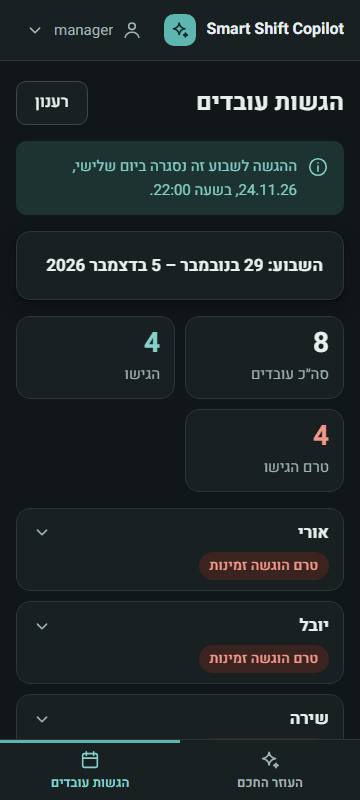 Smart Shift Copilot
manager
הגשות עובדים
רענון
ההגשה לשבוע זה נסגרה ביום שלישי,
24.11.26, בשעה 22:00.
השבוע: 29 בנובמבר – 5 בדצמבר 2026
8
סה״כ עובדים
4
הגישו
4
טרם הגישו
אורי
טרם הוגשה זמינות
יובל
טרם הוגשה זמינות
שירה
העוזר החכם
הגשות עובדים